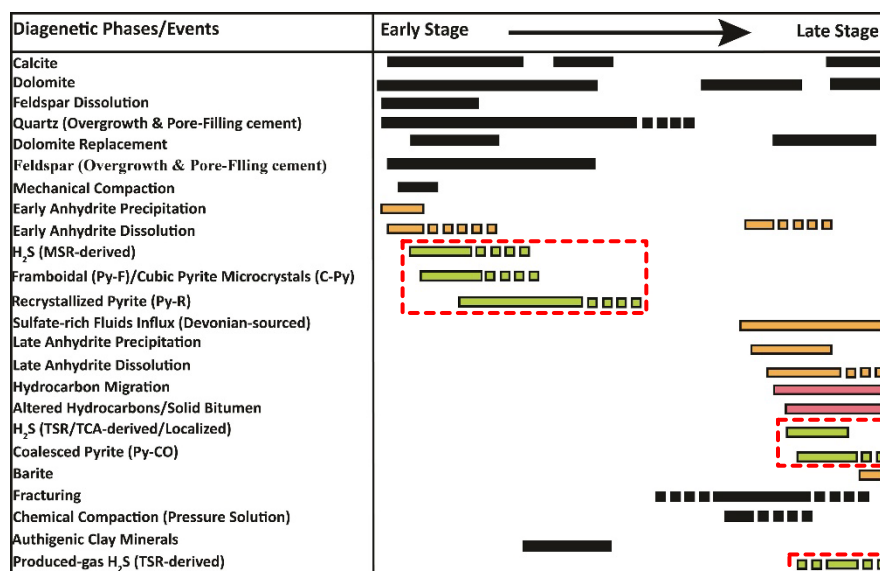 Diagenetic Phases/Events Early Stage Late Stage
Calcite
Dolomite
Feldspar Dissolution
Quartz (Overgrowth & Pore-Filling cement)
Dolomite Replacement
Feldspar (Overgrowth & Pore-Flling cement)
Mechanical Compaction
Early Anhydrite Precipitation
Early Anhydrite Dissolution
H₂S (MSR-derived)
Framboidal (Py-F)/Cubic Pyrite Microcrystals (C-Py)
Recrystallized Pyrite (Py-R)
Sulfate-rich Fluids Influx (Devonian-sourced)
Late Anhydrite Precipitation
Late Anhydrite Dissolution
Hydrocarbon Migration
Altered Hydrocarbons/Solid Bitumen
H₂S (TSR/TCA-derived/Localized)
Coalesced Pyrite (Py-CO)
Barite
Fracturing
Chemical Compaction (Pressure Solution)
Authigenic Clay Minerals
Produced-gas H₂S (TSR-derived)